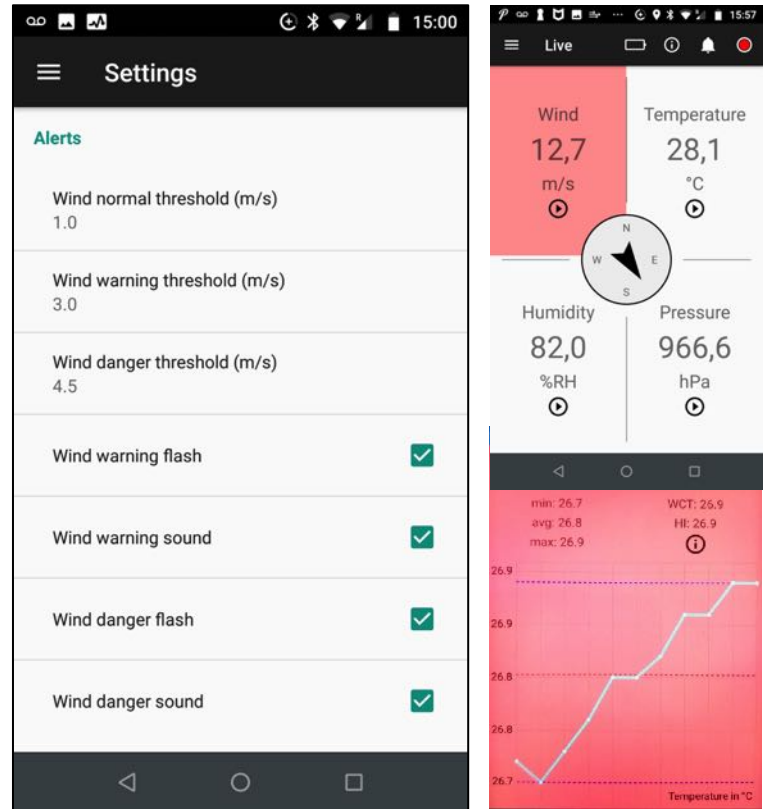 15:00
Settings
Alerts
Wind normal threshold (m/s)
1.0
Wind warning threshold (m/s)
3.0
Wind danger threshold (m/s)
4.5
Wind warning flash
Wind warning sound
Wind danger flash
Wind danger sound
15:57
Live
Wind
12,7
m/s
Temperature
28,1
°C
N
W E
S
Humidity
82,0
%RH
Pressure
966,6
hPa
min: 26.7
avg: 26.8
max: 26.9
WCT: 26.9
HI: 26.9
26.9
26.9
26.8
26.8
26.7
Temperature in °C